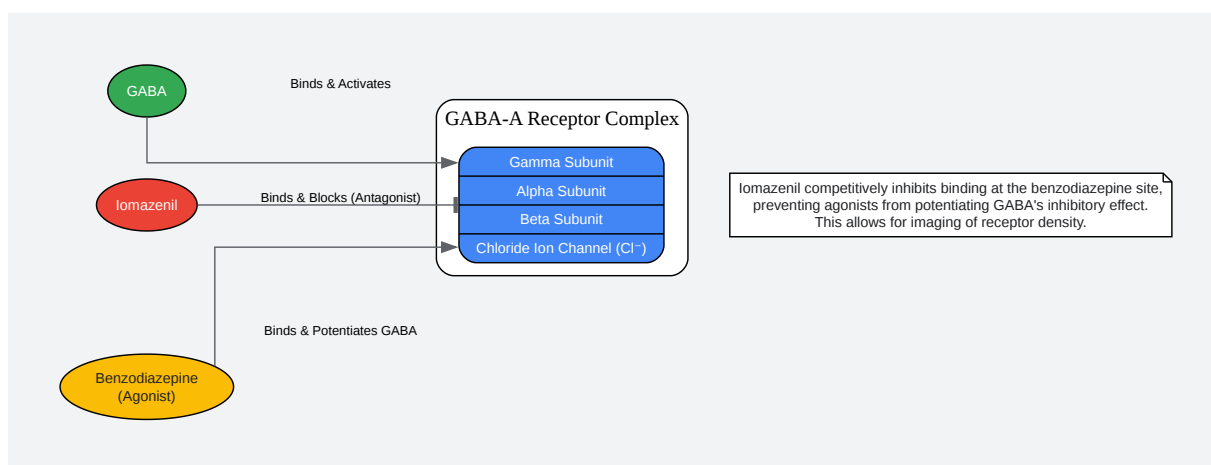 GABA
Binds & Activates
GABA-A Receptor Complex
Gamma Subunit
Alpha Subunit
Beta Subunit
Chloride Ion Channel (Cl⁻)
Iomazenil
Binds & Blocks (Antagonist)
Binds & Potentiates GABA
Benzodiazepine
(Agonist)
Iomazenil competitively inhibits binding at the benzodiazepine site,
preventing agonists from potentiating GABA's inhibitory effect.
This allows for imaging of receptor density.